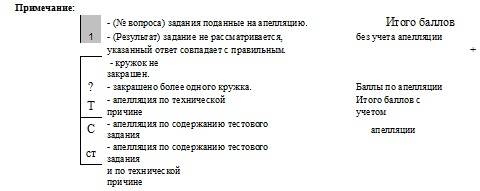 Примечание:
- (№ вопроса) задания поданные на апелляцию. Итого баллов
1 - (Результат) задание не рассматривается, без учета апелляции
указанный ответ совпадает с правильным. +
- кружок не
закрашен.
? - закрашено более одного кружка. Баллы по апелляции
Т - апелляция по технической Итого баллов с
причине учетом
С - апелляция по содержанию тестового апелляции
задания
ст - апелляция по содержанию тестового
задания
и по технической
причине